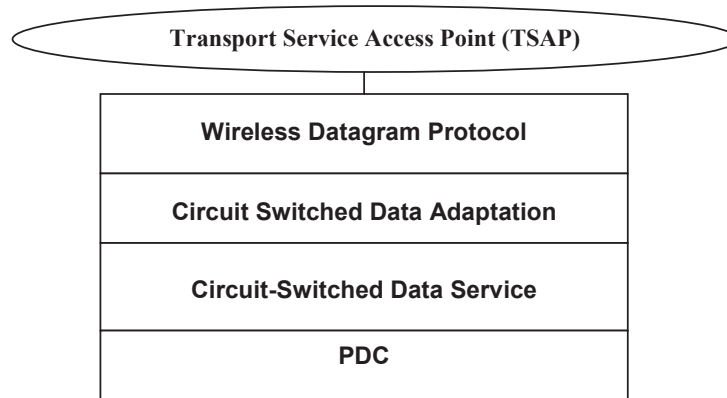 Transport Service Access Point (TSAP)
Wireless Datagram Protocol
Circuit Switched Data Adaptation
Circuit-Switched Data Service
PDC